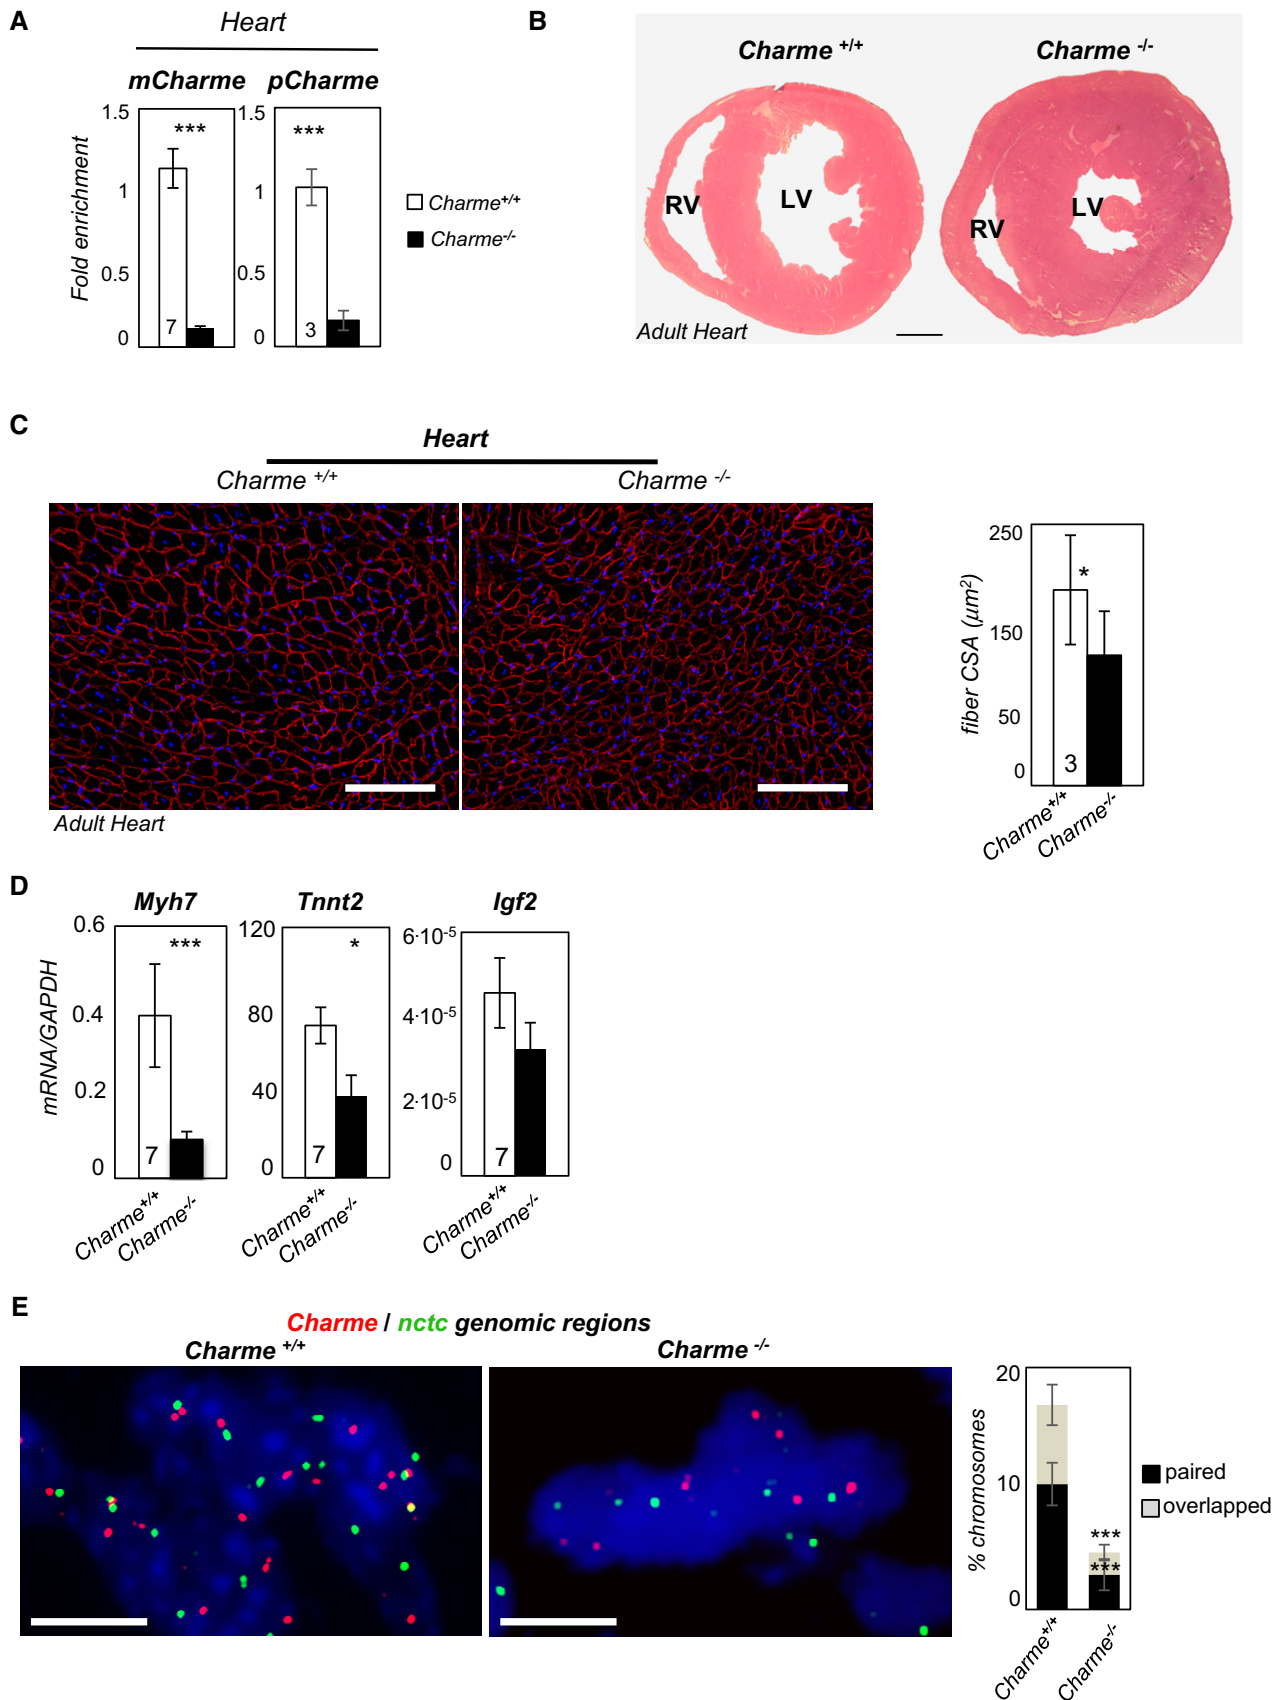 A
Heart
mCharme pCharme
1.5
1
0.5
0
Fold enrichment
***
7
1.5
1
0.5
0
***
3
Charme+/+
Charme-/-
B
Charme +/+
Charme -/-
RV
LV
RV
LV
Adult Heart
C
Heart
Charme +/+
Charme -/-
Adult Heart
fiber CSA (μm2)
250
150
50
0
*
3
Charme+/+
Charme-/-
D
mRNA/GAPDH
Myh7
0.6
0.4
0.2
0
***
7
Charme+/+
Charme-/-
Tnnt2
120
80
40
0
*
7
Charme+/+
Charme-/-
Igf2
6·10-5
4·10-5
2·10-5
0
7
Charme+/+
Charme-/-
E
Charme / nctc genomic regions
Charme +/+
Charme -/-
% chromosomes
20
10
0
***
***
Charme+/+
Charme-/-
paired
overlapped